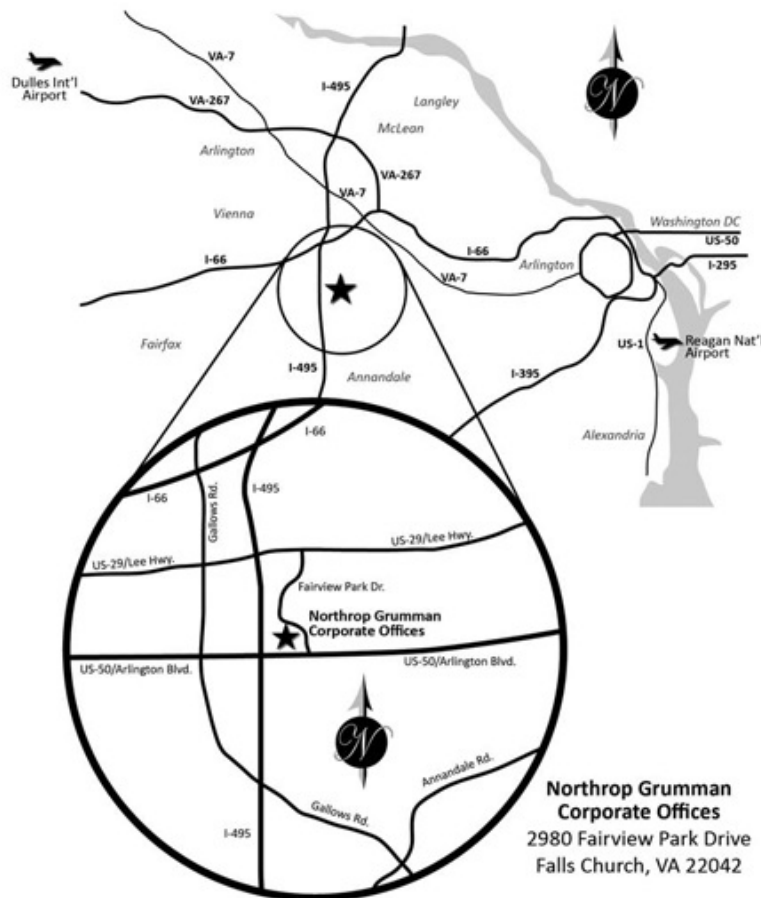 VA-7
Dulles Int'l
Airport
I-495
VA-267
Langley
McLean
Arlington
VA-267
VA-7
Vienna
Washington DC
US-50
I-66
I-66
Arlington
I-295
VA-7
Fairfax
US-1
Reagan Nat'l
Airport
I-495
Annandale
I-395
Alexandria
I-66
I-66
Gallows Rd.
I-495
US-29/Lee Hwy.
US-29/Lee Hwy.
Fairview Park Dr.
Northrop Grumman
Corporate Offices
US-50/Arlington Blvd.
US-50/Arlington Blvd.
N
N
Annandale Rd.
Gallows Rd.
I-495
Northrop Grumman
Corporate Offices
2980 Fairview Park Drive
Falls Church, VA 22042